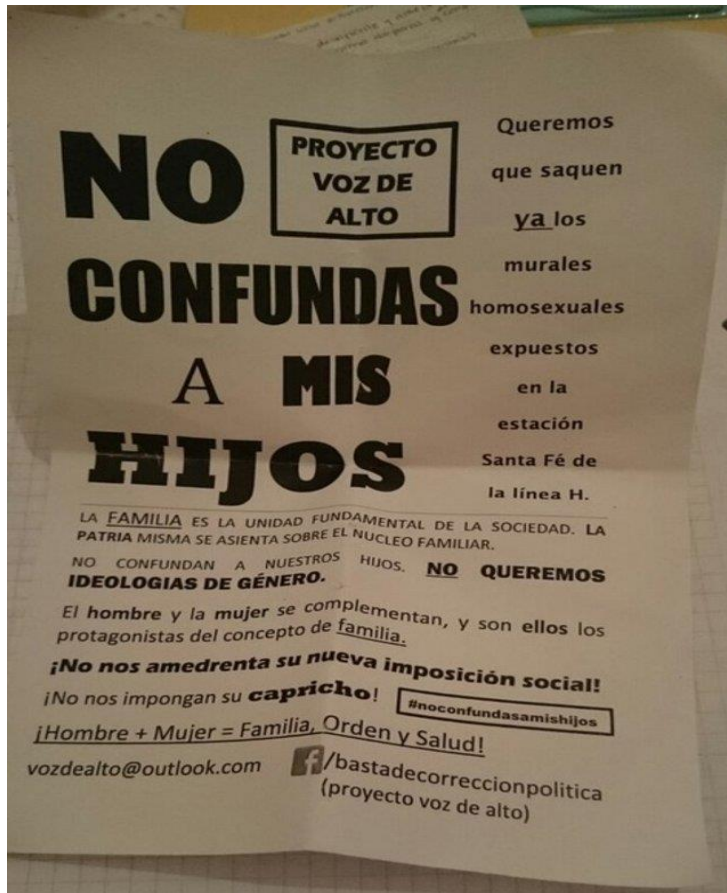 NO
PROYECTO
VOZ DE
ALTO
CONFUNDAS
A MIS
HIJOS
Queremos
que saquen
ya los
murales
homosexuales
expuestos
en la
estación
Santa Fé de
la línea H.
LA FAMILIA ES LA UNIDAD FUNDAMENTAL DE LA SOCIEDAD. LA
PATRIA MISMA SE ASIENTA SOBRE EL NUCLEO FAMILIAR.
NO CONFUNDAN A NUESTROS HIJOS. NO QUEREMOS
IDEOLOGIAS DE GÉNERO.
El hombre y la mujer se complementan, y son ellos los
protagonistas del concepto de familia.
¡No nos amedrenta su nueva imposición social!
¡No nos impongan su capricho!
#noconfundasamishijos
¡Hombre + Mujer = Familia, Orden y Salud!
vozdealto@outlook.com
f/bastadecorreccionpolitica
(proyecto voz de alto)